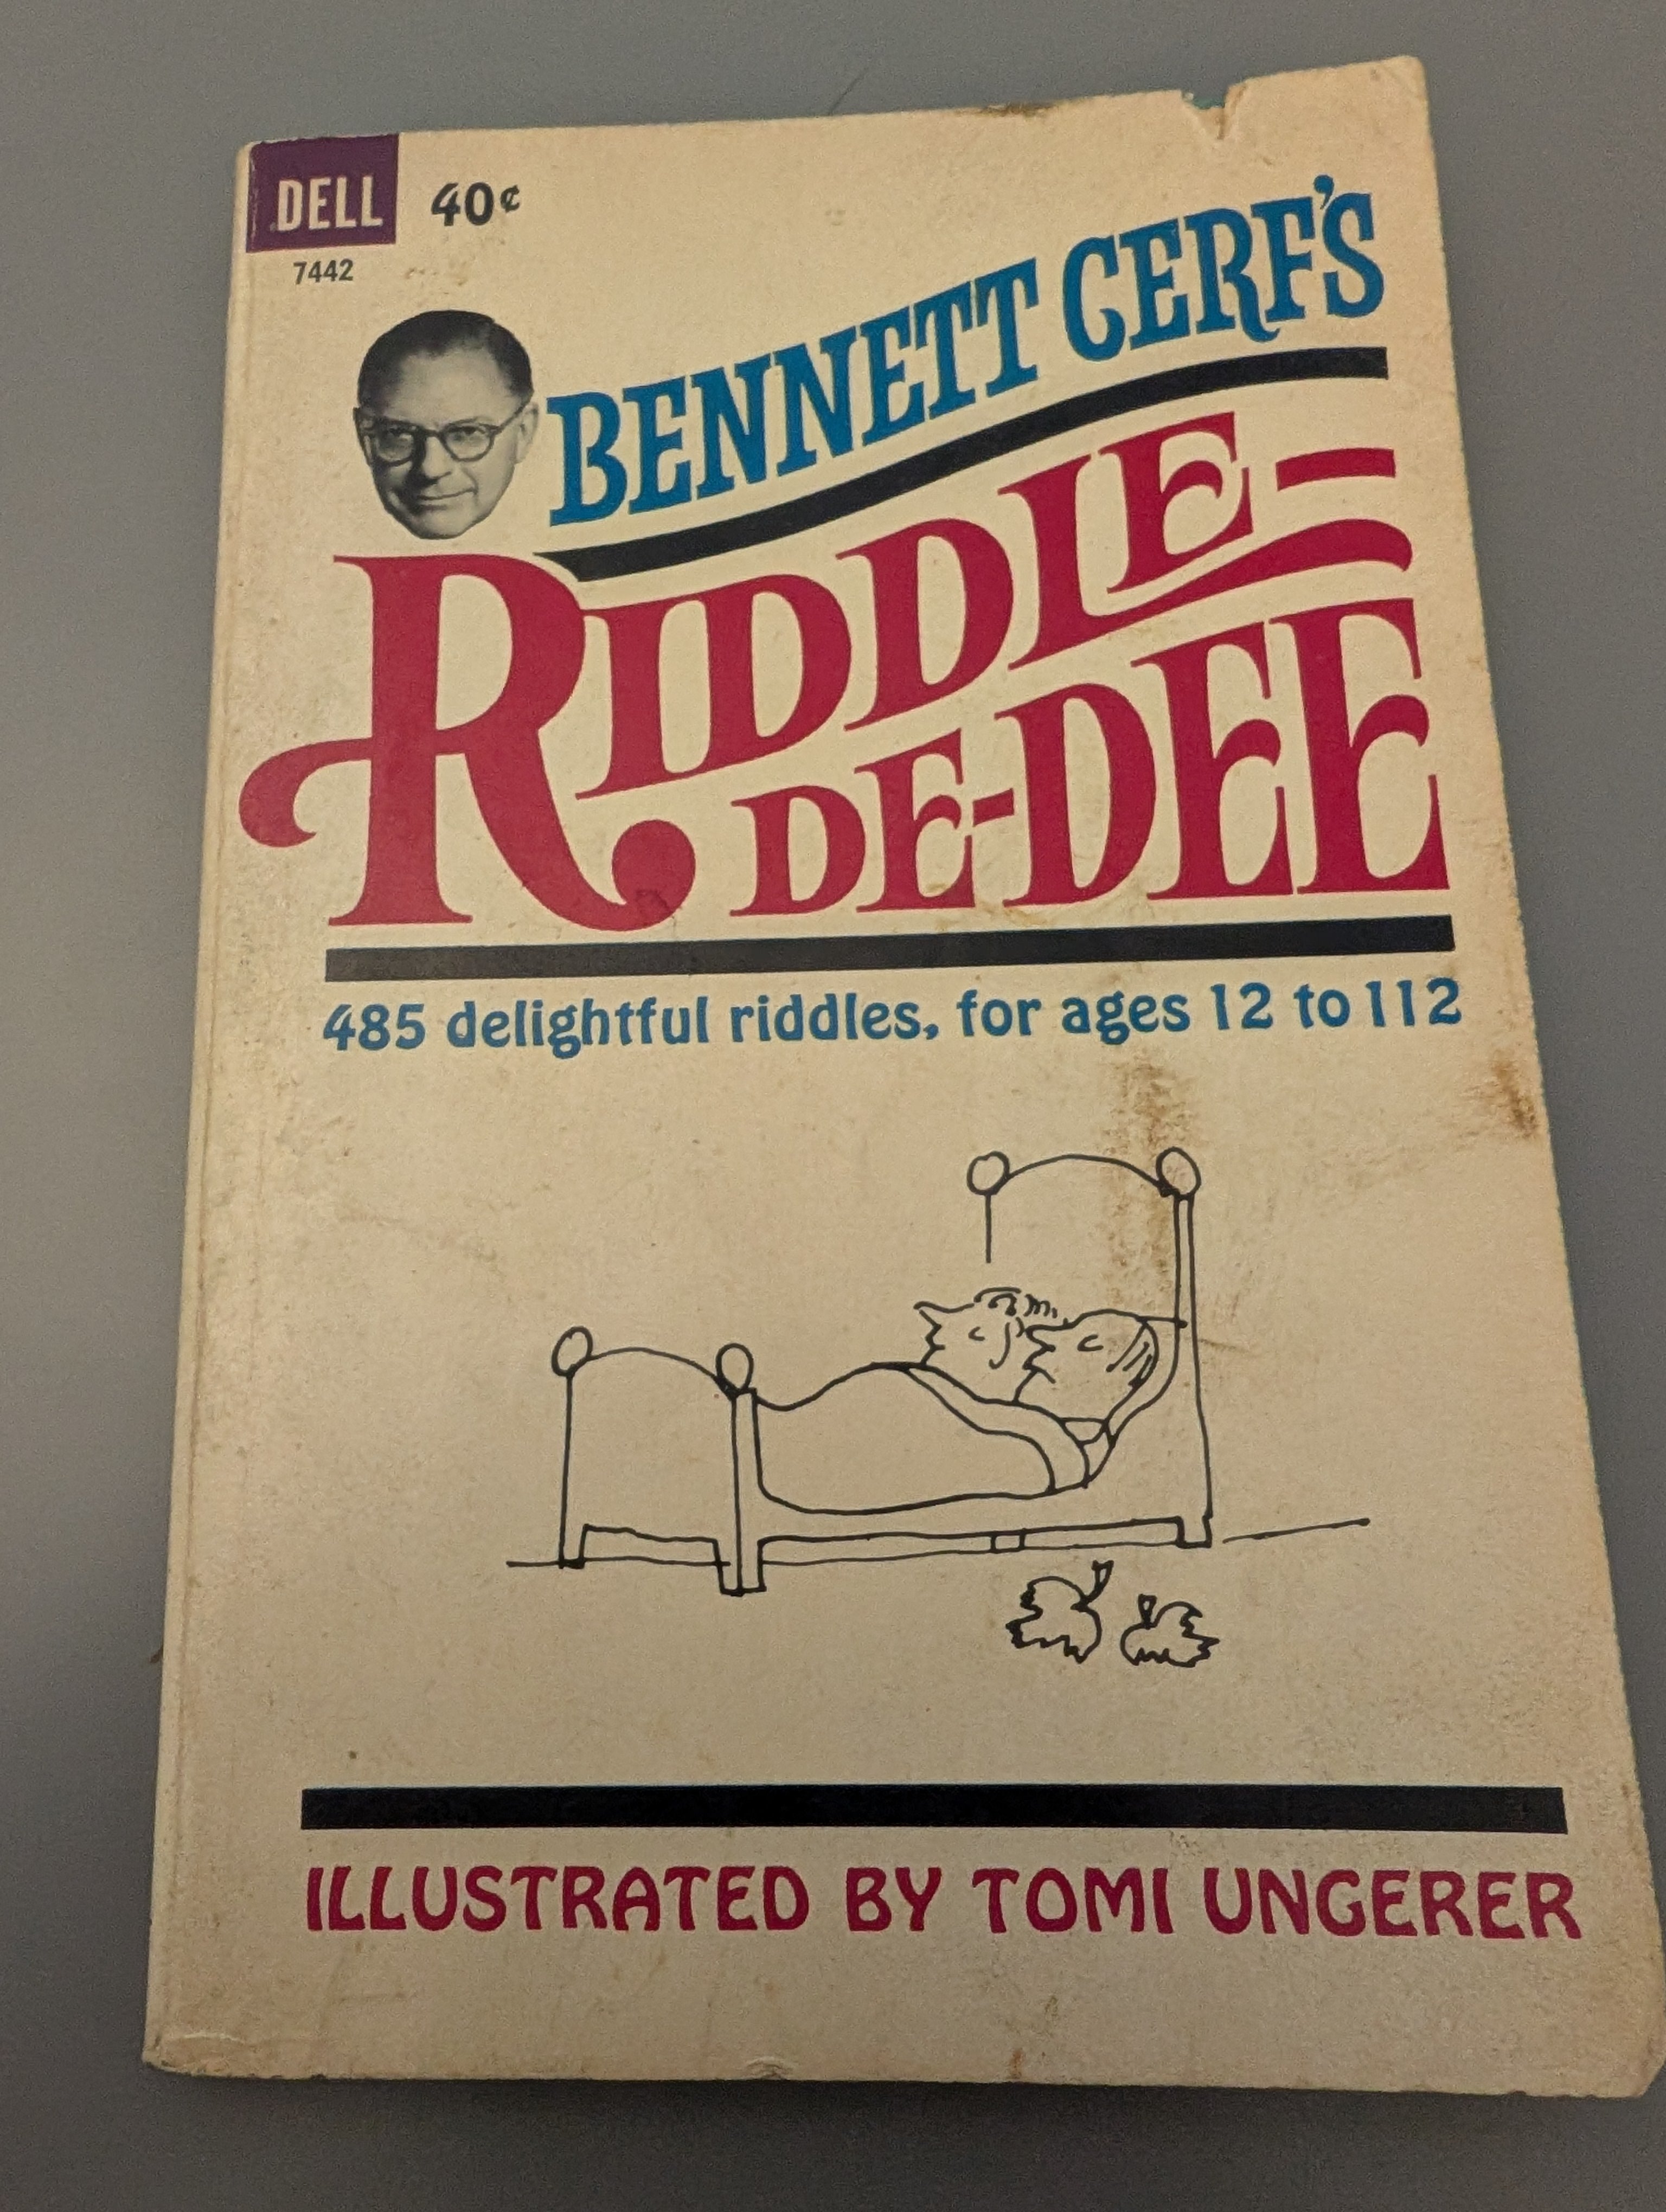 DELL 40¢
7442
BENNETT CERF'S
RIDDLE-
DE-DEE
485 delightful riddles, for ages 12 to 112
ILLUSTRATED BY TOMI UNGERER